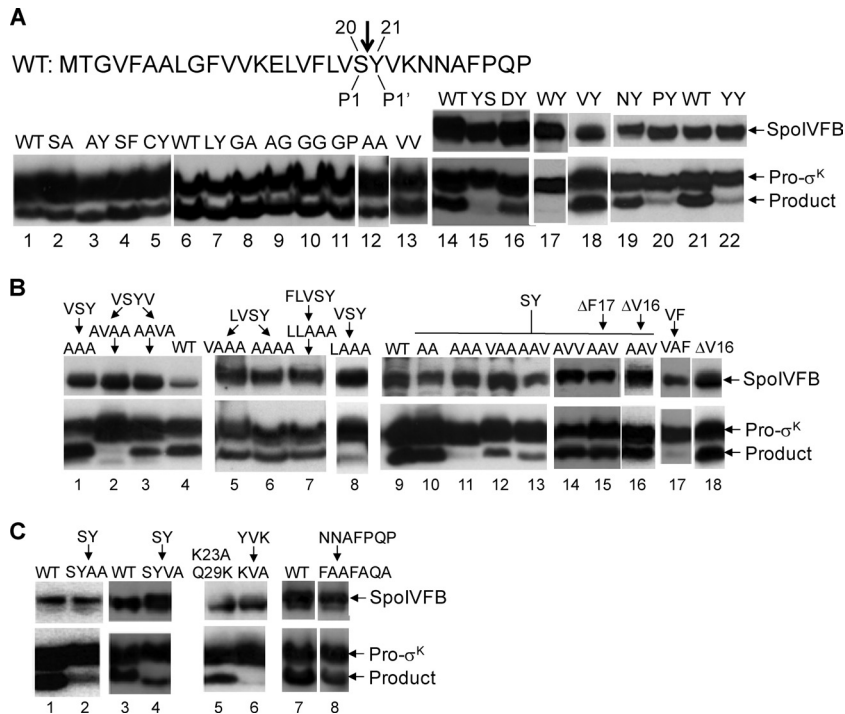 A
20 21
WT: MTGVFAALGFVVKELVFLVSYVKNNAFPQP
P1 P1'
WT YS DY WY VY NY PY WT YY
SpoIVFB
WT SA AY SF CY WT LY GA AG GG GP AA VV
Pro-σᴷ
Product
1 2 3 4 5 6 7 8 9 10 11 12 13 14 15 16 17 18 19 20 21 22
B
VSY VSYV LVSY FLVSY VSY SY ΔF17 ΔV16 VF
AAA AVAA AAVA WT VAAA AAAA LLAAA LAAA WT AA AAA VAA AAV AVV AAV AAV VAF ΔV16
SpoIVFB
Pro-σᴷ
Product
1 2 3 4 5 6 7 8 9 10 11 12 13 14 15 16 17 18
C
SY SY YVK NNAFPQP
WT SYAA WT SYVA K23A Q29K KVA WT FAAFAQA
SpoIVFB
Pro-σᴷ
Product
1 2 3 4 5 6 7 8